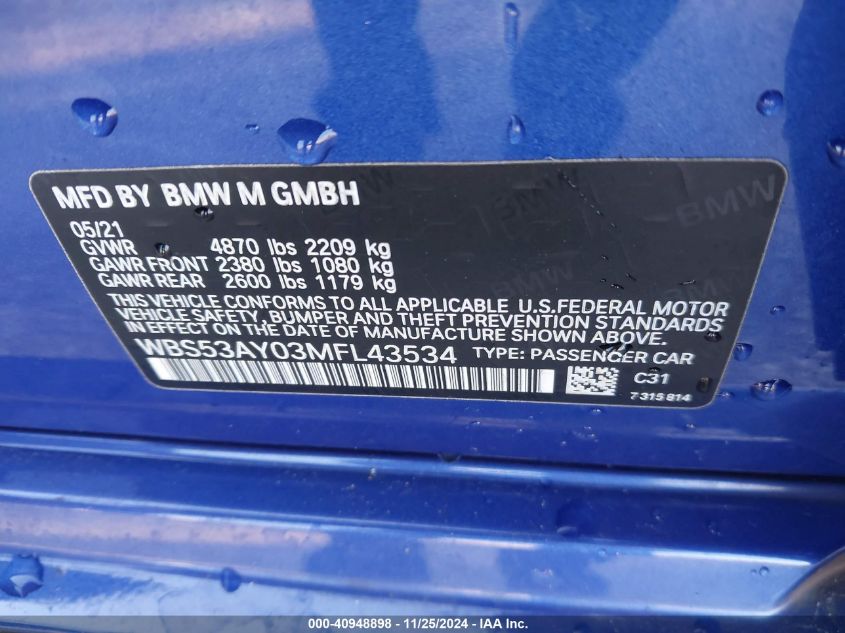 MFD BY BMW M GMBH
BMW
05/21
GVWR 4870 lbs 2209 kg
GAWR FRONT 2380 lbs 1080 kg
GAWR REAR 2600 lbs 1179 kg
THIS VEHICLE CONFORMS TO ALL APPLICABLE U.S.FEDERAL MOTOR
VEHICLE SAFETY, BUMPER AND THEFT PREVENTION STANDARDS
IN EFFECT ON THE DATE OF MANUFACTURE SHOWN ABOVE.
WBS53AY03MFL43534 TYPE: PASSENGER CAR
C31
7 315 814
000-40948898 - 11/25/2024 - IAA Inc.